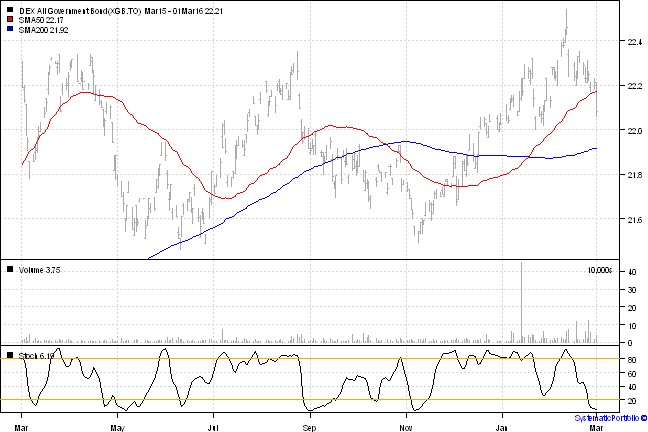 DEX All Government Bond(XGB.TO) Mar15 - 01Mar16 22.21
SMA50 22.17
SMA200 21.92
22.4
22.2
22.0
21.8
21.6
Volume 3.75
10,000s
40
30
20
10
0
Stoch 6.19
80
60
40
20
Mar May Jul Sep Nov Jan Mar
SystematicPortfolio ©